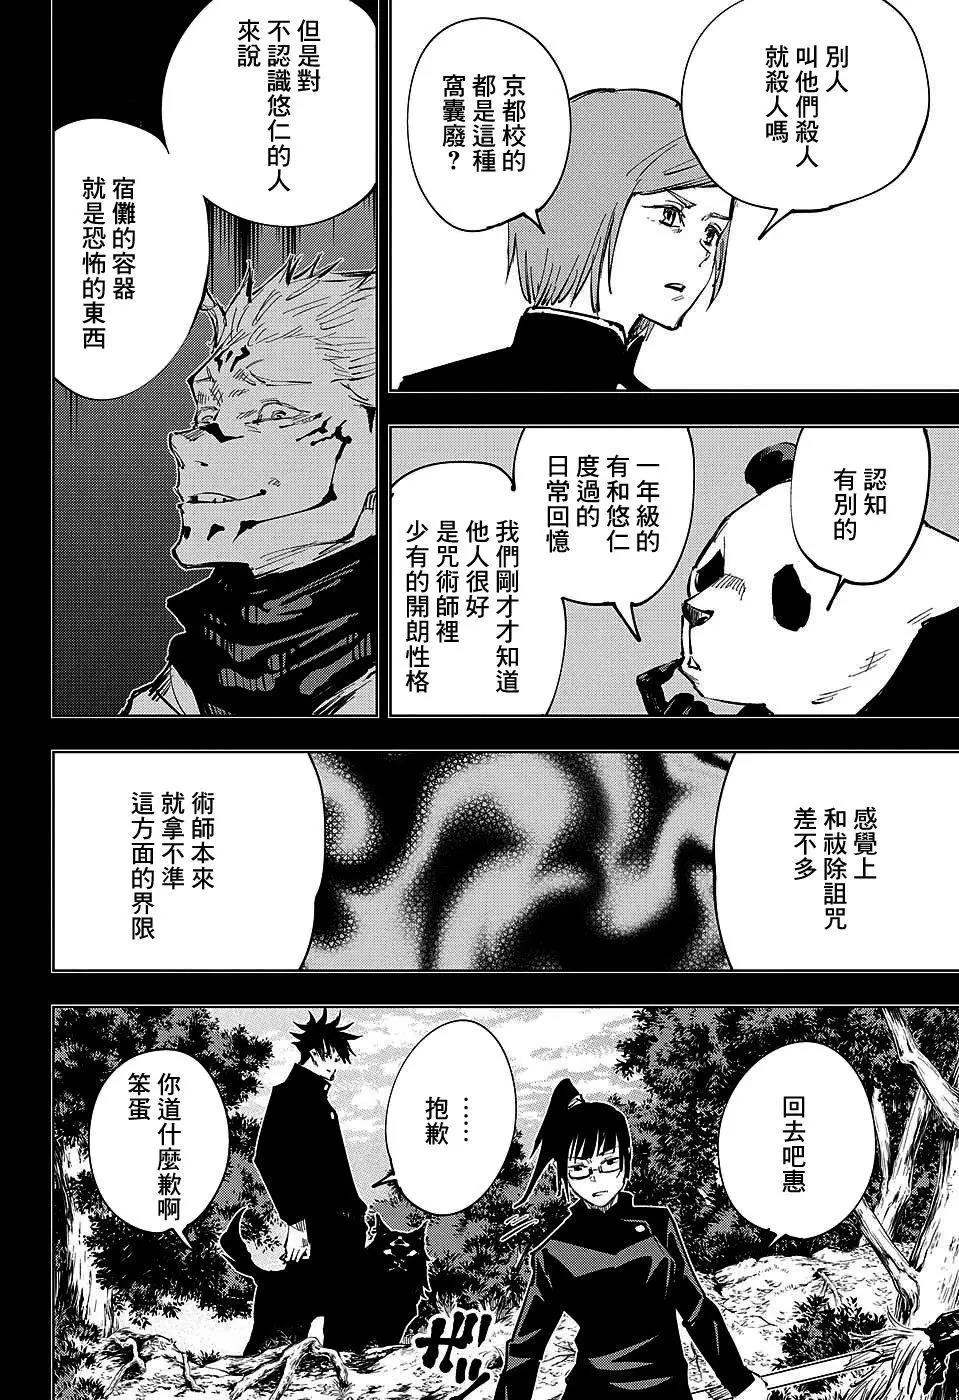 別人
叫他們殺人
就殺人嗎
京都校的
都是這種
窩囊廢？
認知
有別的
一年級的
有和悠仁
度過的
日常回憶
我們剛才才知道
他人很好
是咒術師裡
少有的開朗性格
但是對
不認識悠仁的人
來說
宿儺的容器
就是恐怖的東西
感覺上
和祓除詛咒
差不多
術師本來
就拿不準
這方面的界限
回去吧惠
……
抱歉
你道什麼歉啊
笨蛋